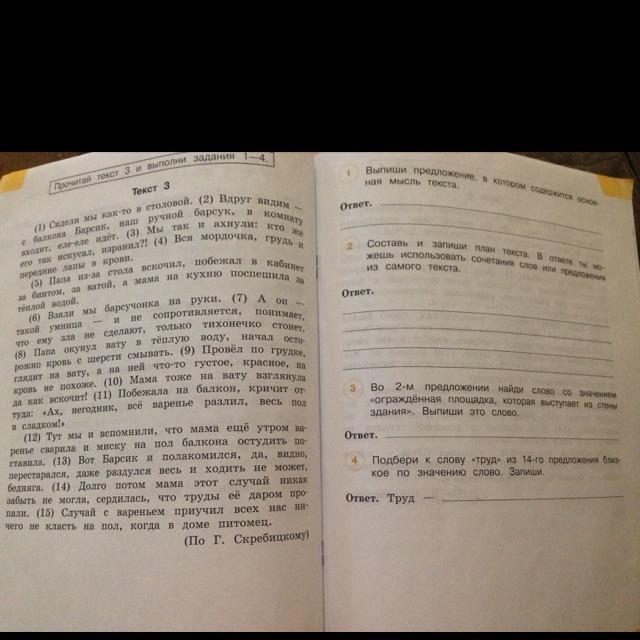 Прочитай текст 3 и выполни задания 1—4.
Текст 3
(1) Сидели мы как-то в столовой. (2) Вдруг видим —
с балкона Барсак, наш ручной барсук, в комнату
входит, еле-еле идёт. (3) Мы так и ахнули: кто же
его так искусал, изранил?! (4) Вся мордочка, грудь и
передние лапы в крови.
(5) Папа из-за стола вскочил, побежал в кабинет
за бинтом, за ватой, а мама на кухню поспешила за
тёплой водой.
(6) Взяли мы барсучонка на руки. (7) А он —
такой умница — и не сопротивляется, понимает,
что ему зла не сделают, только тихонечко стонет.
(8) Папа окунул вату в тёплую воду, начал осто-
рожно кровь с шерсти смывать. (9) Провёл по грудке,
глядит на вату, а на ней что-то густое, красное, на
кровь не похоже. (10) Мама тоже на вату взглянула
да как вскочит! (11) Побежала на балкон, кричит от-
туда: «Ах, негодник, всё варенье разлил, весь пол
в сладком!»
(12) Тут мы и вспомнили, что мама ещё утром ва-
ренье сварила и миску на пол балкона остудить по-
ставила. (13) Вот Барсик и полакомился, да, видно,
перестарался, даже раздулся весь и ходить не может,
бедняга. (14) Долго потом мама этот случай никак
забыть не могла, сердилась, что труды её даром про-
пали. (15) Случай с вареньем приучил всех нас ни-
чего не класть на пол, когда в доме питомец.
(По Г. Скребицкому)
1 Выпиши предложение, в котором содержится основ-
ная мысль текста.
Ответ.
2 Составь и запиши план текста. В ответе ты мо-
жешь использовать сочетания слов или предложения
из самого текста.
Ответ.
3 Во 2-м предложении найди слово со значением
«ограждённая площадка, которая выступает из стены
здания». Выпиши это слово.
Ответ.
4 Подбери к слову «труд» из 14-го предложения близ-
кое по значению слово. Запиши.
Ответ. Труд —